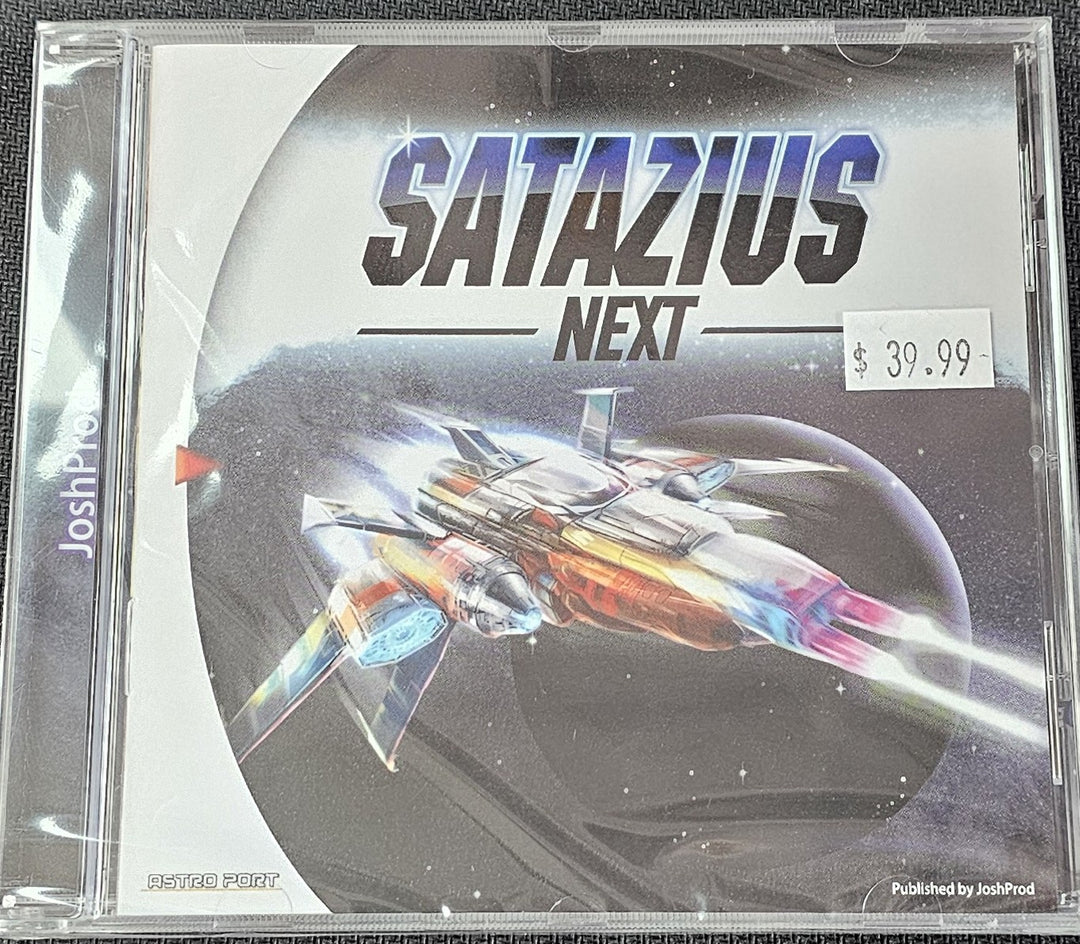 SATAZIUS
NEXT
$ 39.99
JoshProd
ASTRO PORT
Published by JoshProd